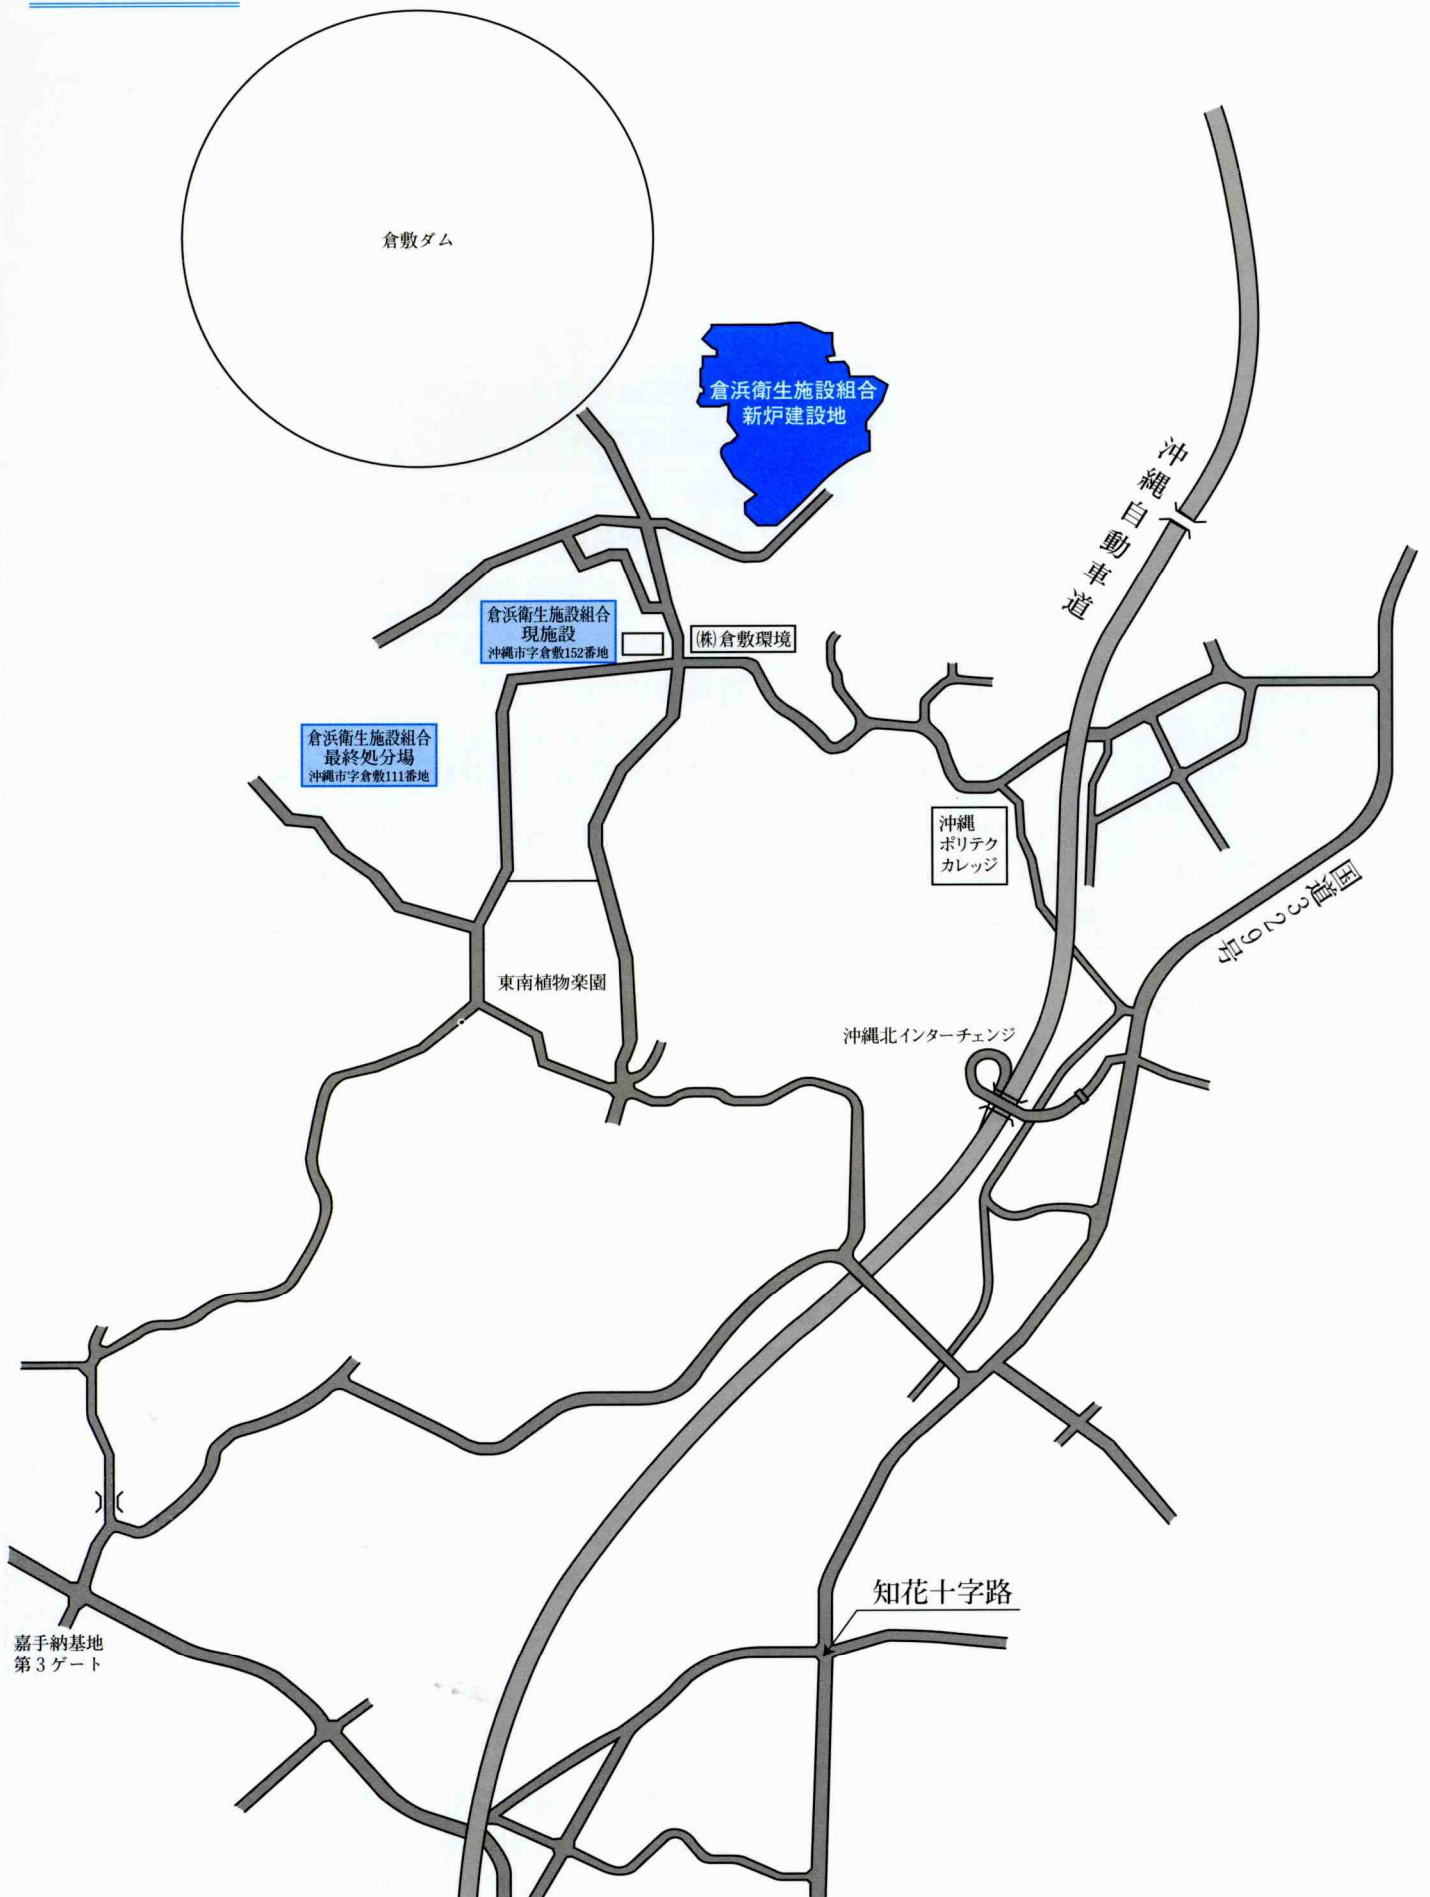 倉敷ダム
倉浜衛生施設組合
新炉建設地
沖縄自動車道
倉浜衛生施設組合
現施設
沖縄市字倉敷152番地
㈱倉敷環境
倉浜衛生施設組合
最終処分場
沖縄市字倉敷111番地
沖縄
ポリテク
カレッジ
国道329号
東南植物楽園
沖縄北インターチェンジ
知花十字路
嘉手納基地
第3ゲート